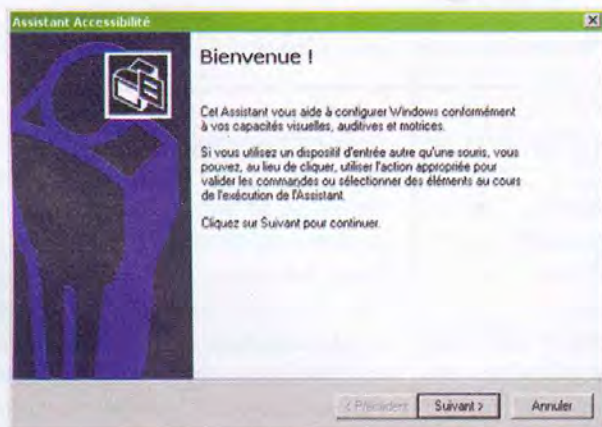 Assistant Accessibilité
Bienvenue !
Cet Assistant vous aide à configurer Windows conformément
à vos capacités visuelles, auditives et motrices.
Si vous utilisez un dispositif d'entrée autre qu'une souris, vous
pouvez, au lieu de cliquer, utiliser l'action appropriée pour
valider les commandes ou sélectionner des éléments au cours
de l'exécution de l'Assistant.
Cliquez sur Suivant pour continuer.
< Précédent Suivant > Annuler